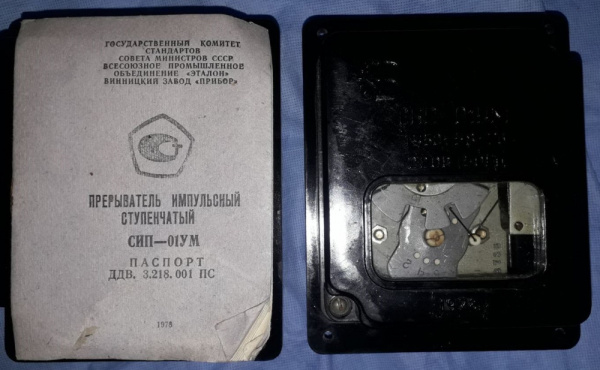 ГОСУДАРСТВЕННЫЙ КОМИТЕТ
СТАНДАРТОВ
СОВЕТА МИНИСТРОВ СССР
ВСЕСОЮЗНОЕ ПРОМЫШЛЕННОЕ
ОБЪЕДИНЕНИЕ «ЭТАЛОН»
ВИННИЦКИЙ ЗАВОД «ПРИБОР»
ПРЕРЫВАТЕЛЬ ИМПУЛЬСНЫЙ
СТУПЕНЧАТЫЙ
СИП—01УМ
ПАСПОРТ
ДДВ. 3.218.001 ПС
1978